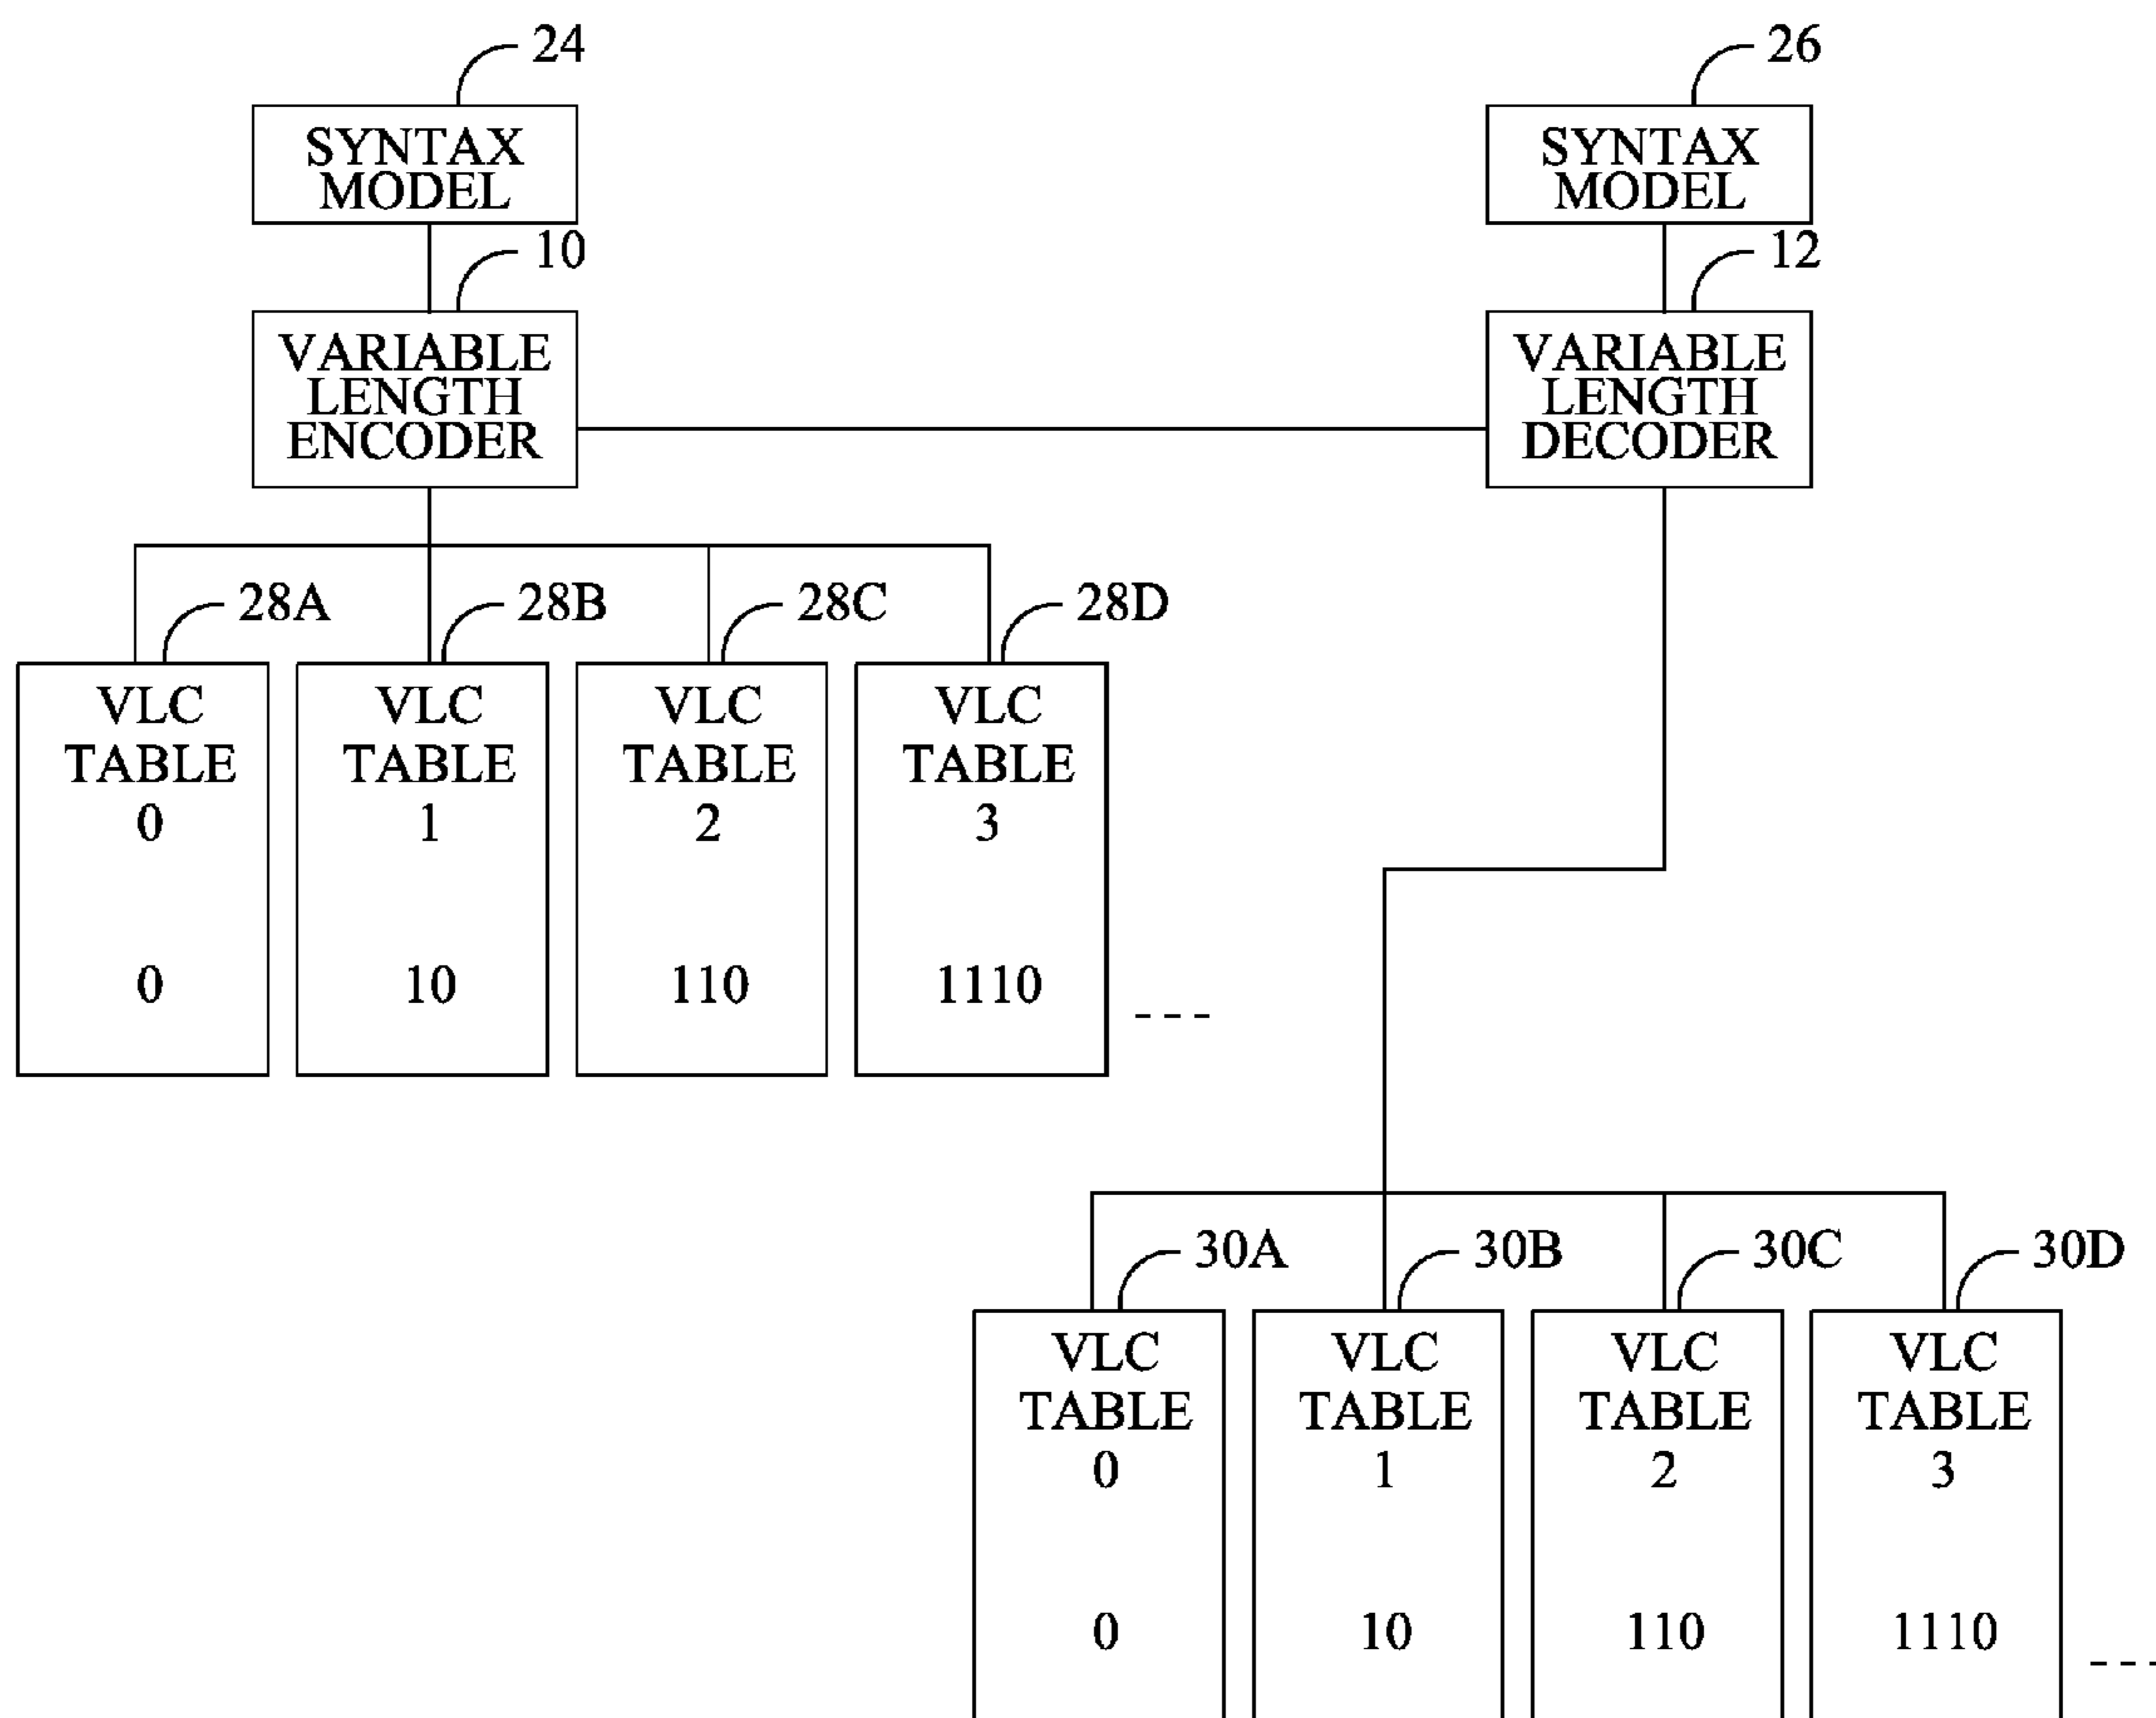 24
26
SYNTAX
MODEL
SYNTAX
MODEL
10
12
VARIABLE
LENGTH
ENCODER
VARIABLE
LENGTH
DECODER
28A
28B
28C
28D
VLC
TABLE
0
0
VLC
TABLE
1
10
VLC
TABLE
2
110
VLC
TABLE
3
1110
---
30A
30B
30C
30D
VLC
TABLE
0
0
VLC
TABLE
1
10
VLC
TABLE
2
110
VLC
TABLE
3
1110
---